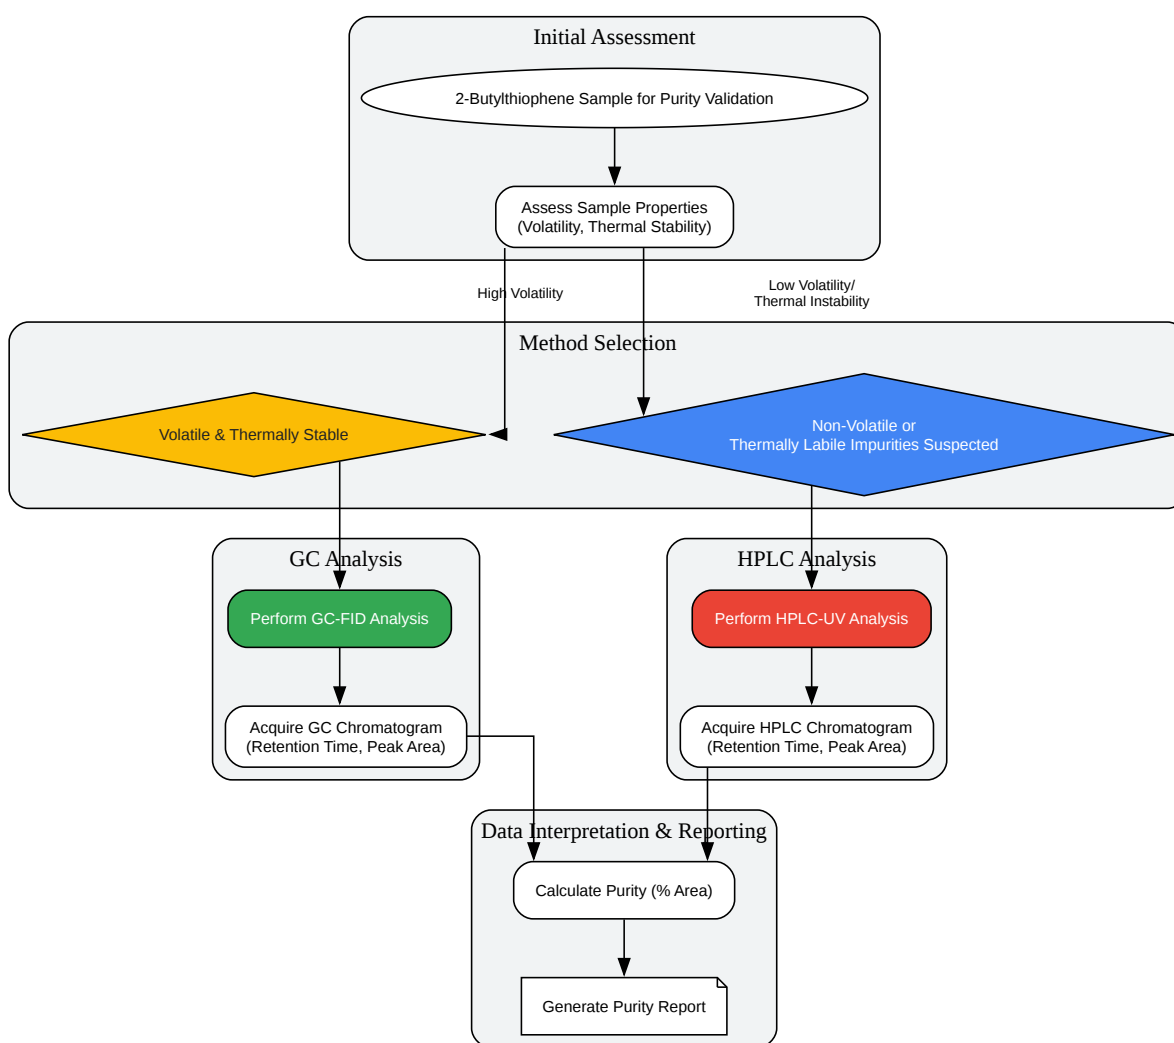 Initial Assessment
2-Butylthiophene Sample for Purity Validation
Assess Sample Properties
(Volatility, Thermal Stability)
High Volatility
Low Volatility/
Thermal Instability
Method Selection
Volatile & Thermally Stable
Non-Volatile or
Thermally Labile Impurities Suspected
GC Analysis
HPLC Analysis
Perform GC-FID Analysis
Perform HPLC-UV Analysis
Acquire GC Chromatogram
(Retention Time, Peak Area)
Acquire HPLC Chromatogram
(Retention Time, Peak Area)
Data Interpretation & Reporting
Calculate Purity (% Area)
Generate Purity Report